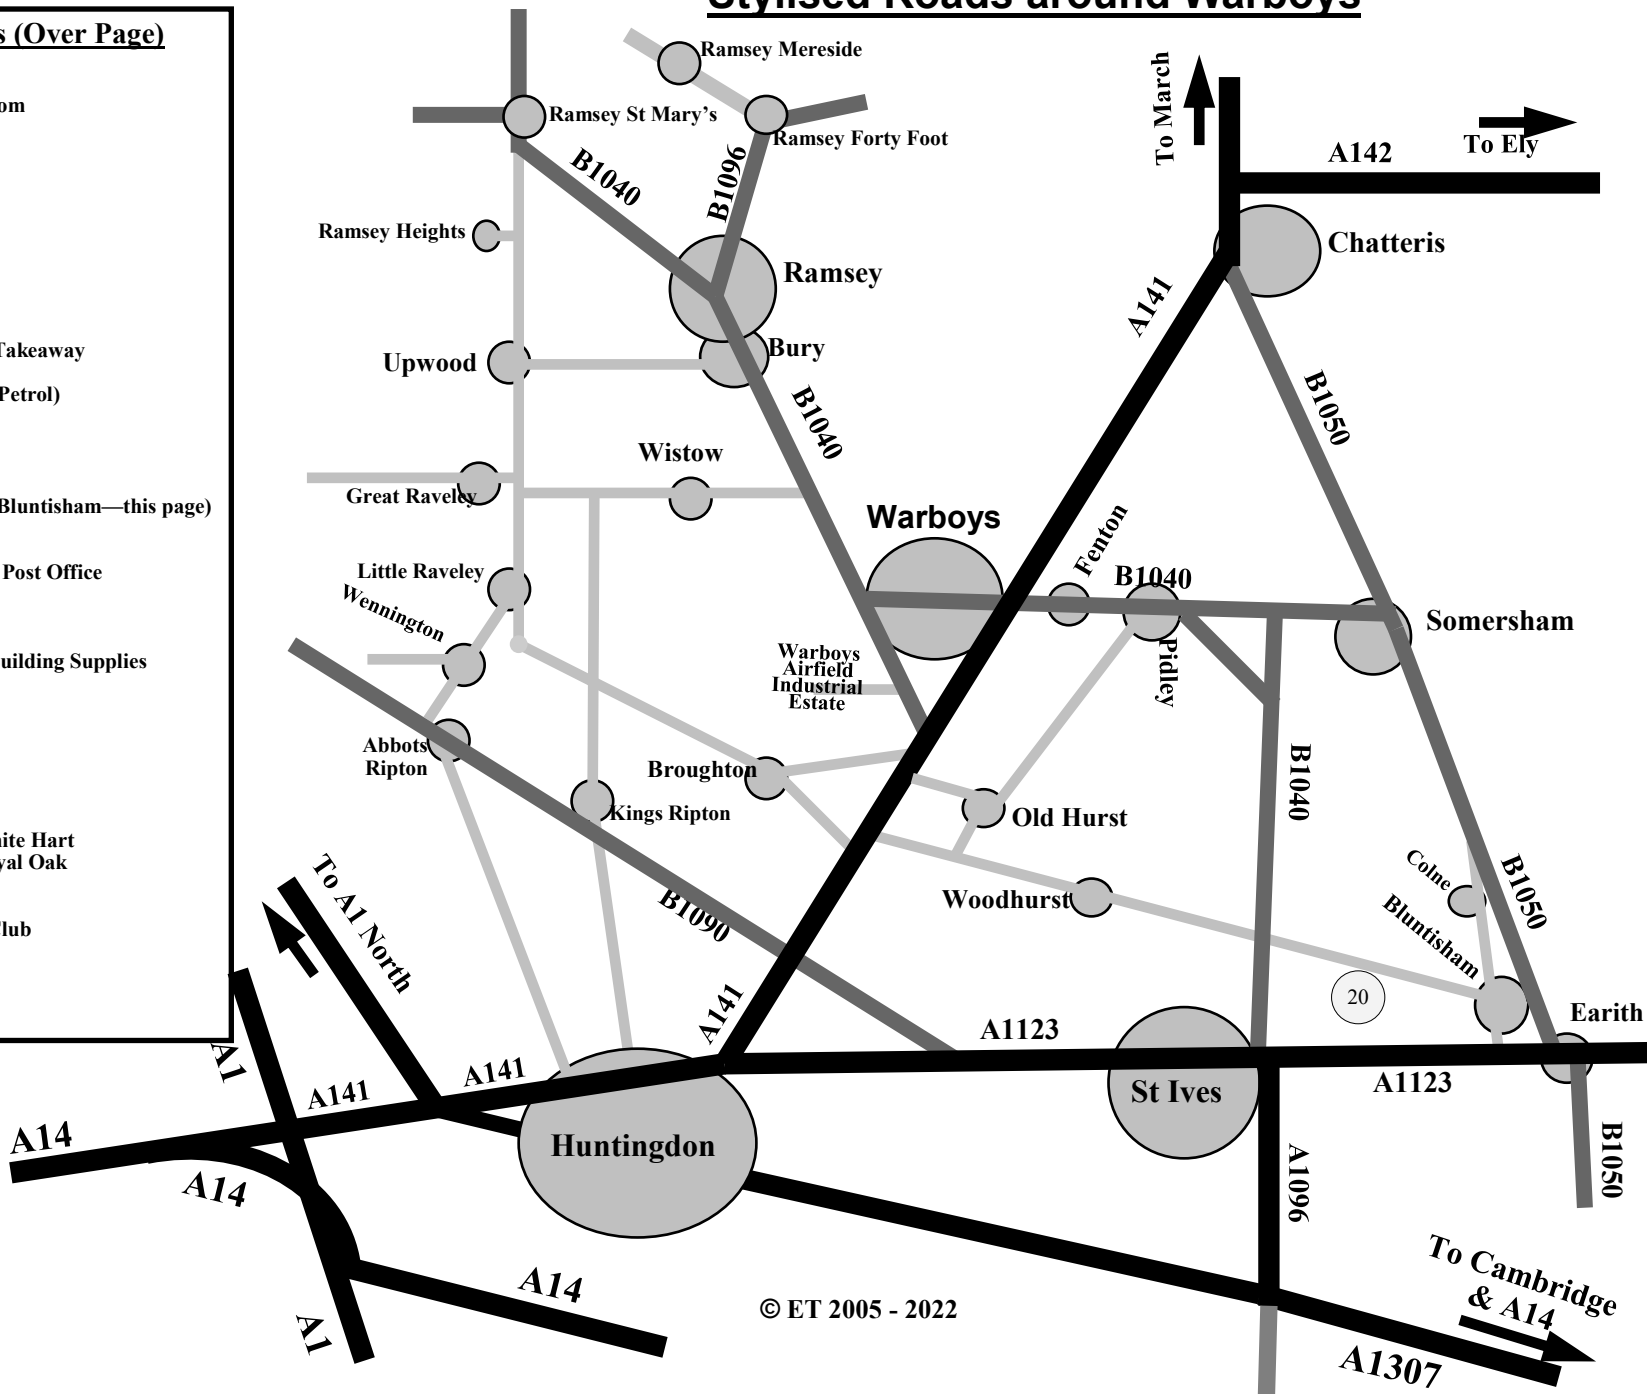 Stylised Roads around Warboys
s (Over Page)
om
Takeaway
Petrol)
Bluntisham—this page)
Post Office
uilding Supplies
ite Hart
yal Oak
Club
Ramsey Mereside
Ramsey St Mary’s
Ramsey Forty Foot
To March
To Ely
A142
B1040
B1096
Ramsey Heights
Ramsey
Chatteris
A141
Upwood
Bury
B1040
B1050
Wistow
Great Raveley
Warboys
Fenton
B1040
Little Raveley
Wennington
Somersham
Pidley
Warboys
Airfield
Industrial
Estate
Abbots
Ripton
Broughton
Kings Ripton
Old Hurst
B1040
Colne
B1050
Woodhurst
Bluntisham
To A1 North
B1090
20
Earith
A141
A1123
A1
A141
A141
A1123
St Ives
A14
Huntingdon
A14
A1096
B1050
A14
A1
© ET 2005 - 2022
To Cambridge
& A14
A1307